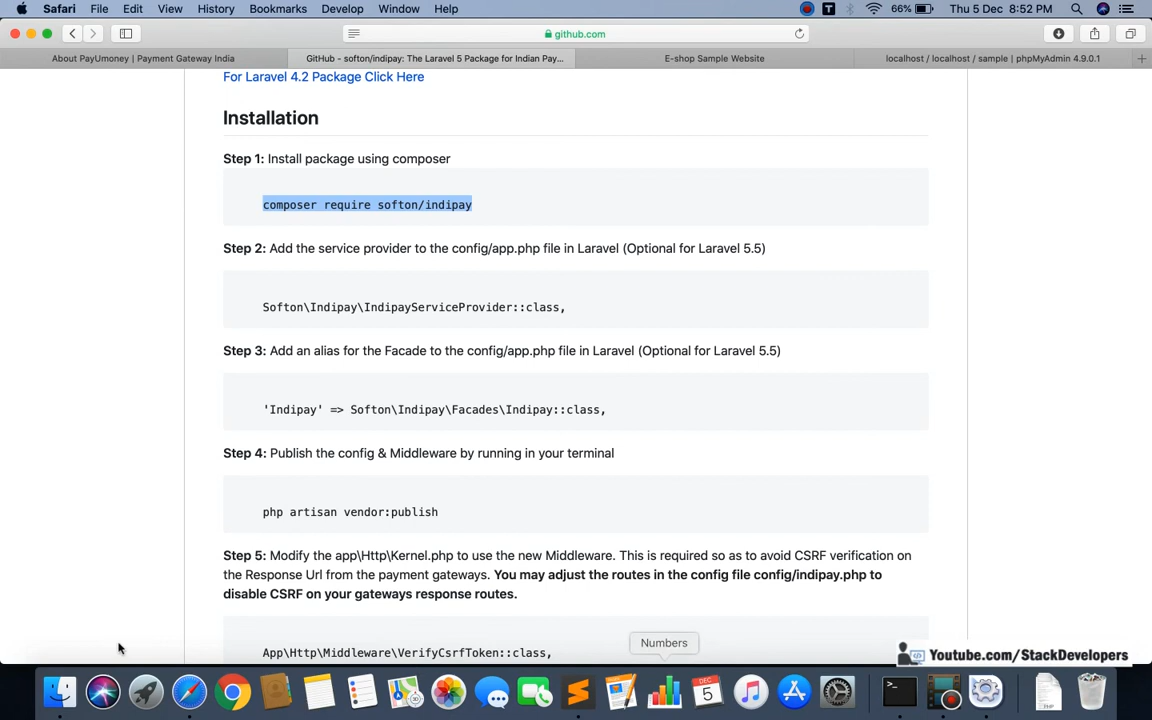 Safari File Edit View History Bookmarks Develop Window Help 66% Thu 5 Dec 8:52 PM
github.com
About PayUmoney | Payment Gateway India
GitHub - softon/indipay: The Laravel 5 Package for Indian Pay...
E-shop Sample Website
localhost / localhost / sample | phpMyAdmin 4.9.0.1
For Laravel 4.2 Package Click Here
Installation
Step 1: Install package using composer
composer require softon/indipay
Step 2: Add the service provider to the config/app.php file in Laravel (Optional for Laravel 5.5)
Softon\Indipay\IndipayServiceProvider::class,
Step 3: Add an alias for the Facade to the config/app.php file in Laravel (Optional for Laravel 5.5)
'Indipay' => Softon\Indipay\Facades\Indipay::class,
Step 4: Publish the config & Middleware by running in your terminal
php artisan vendor:publish
Step 5: Modify the app\Http\Kernel.php to use the new Middleware. This is required so as to avoid CSRF verification on
the Response Url from the payment gateways. You may adjust the routes in the config file config/indipay.php to
disable CSRF on your gateways response routes.
App\Http\Middleware\VerifyCsrfToken::class,
Numbers
Youtube.com/StackDevelopers
DEC
5